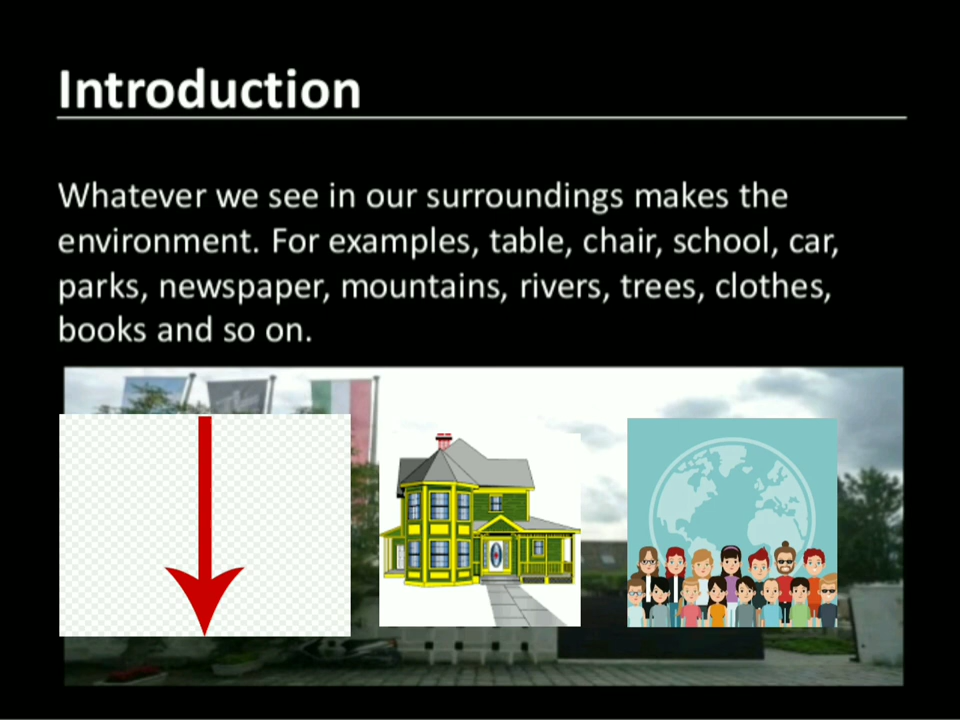 Introduction
Whatever we see in our surroundings makes the
environment. For examples, table, chair, school, car,
parks, newspaper, mountains, rivers, trees, clothes,
books and so on.